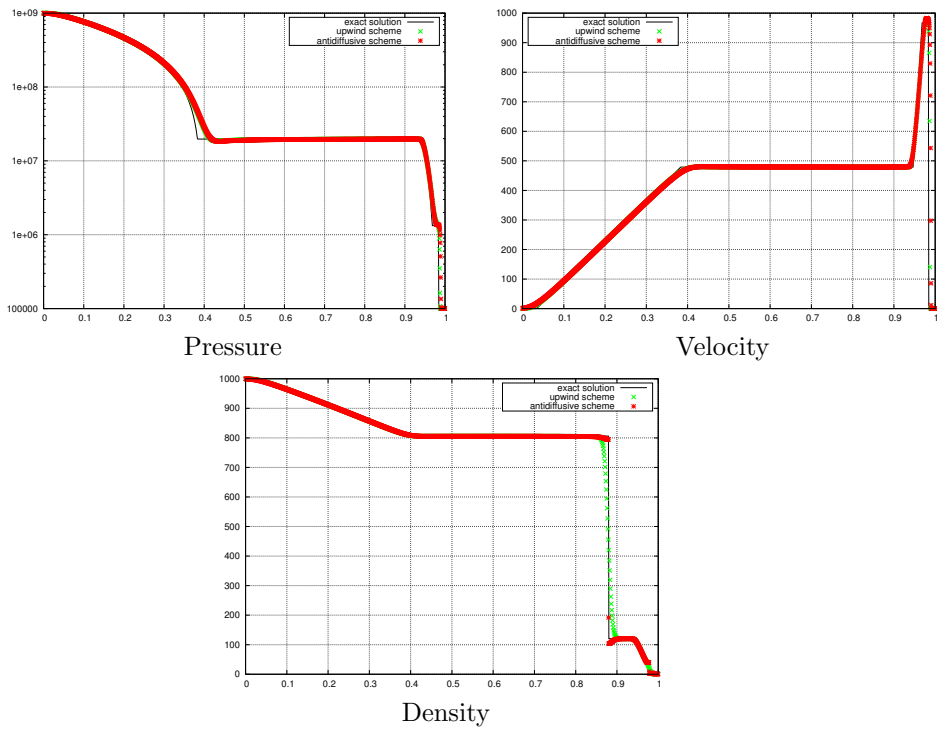 1e+09
1e+08
1e+07
1e+06
100000
0 0.1 0.2 0.3 0.4 0.5 0.6 0.7 0.8 0.9 1
exact solution
upwind scheme
antidiffusive scheme
Pressure
1000
900
800
700
600
500
400
300
200
100
0
0 0.1 0.2 0.3 0.4 0.5 0.6 0.7 0.8 0.9 1
exact solution
upwind scheme
antidiffusive scheme
Velocity
1000
900
800
700
600
500
400
300
200
100
0
0 0.1 0.2 0.3 0.4 0.5 0.6 0.7 0.8 0.9 1
exact solution
upwind scheme
antidiffusive scheme
Density